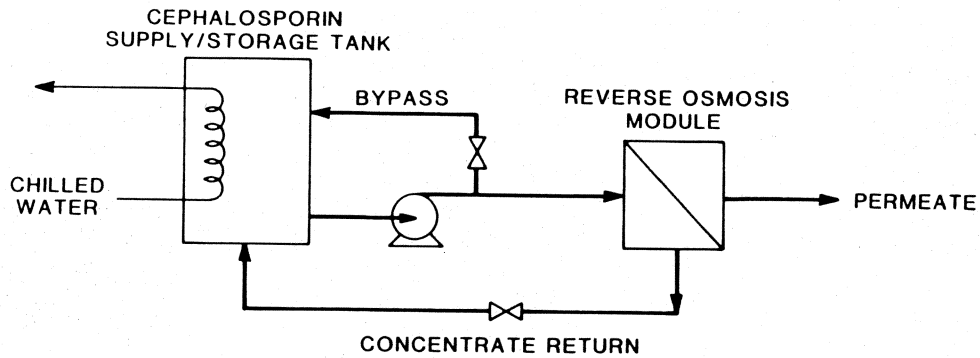 CEPHALOSPORIN
SUPPLY/STORAGE TANK
BYPASS
REVERSE OSMOSIS
MODULE
CHILLED
WATER
PERMEATE
CONCENTRATE RETURN